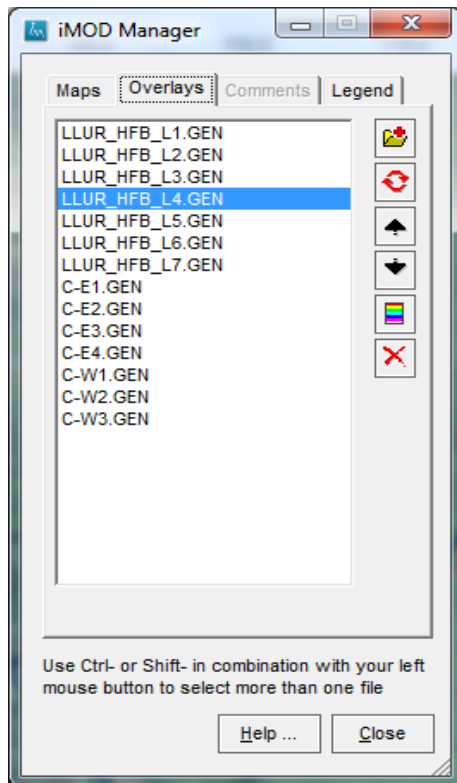 iMOD Manager
Maps Overlays Comments Legend
LLUR_HFB_L1.GEN
LLUR_HFB_L2.GEN
LLUR_HFB_L3.GEN
LLUR_HFB_L4.GEN
LLUR_HFB_L5.GEN
LLUR_HFB_L6.GEN
LLUR_HFB_L7.GEN
C-E1.GEN
C-E2.GEN
C-E3.GEN
C-E4.GEN
C-W1.GEN
C-W2.GEN
C-W3.GEN
Use Ctrl- or Shift- in combination with your left
mouse button to select more than one file
Help ... Close